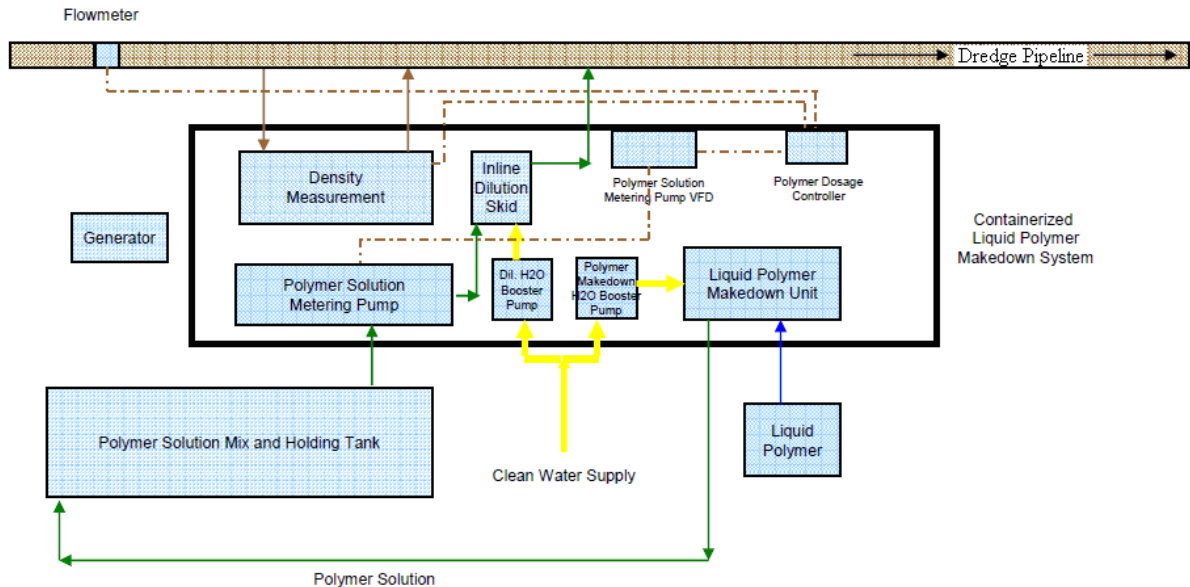 Flowmeter
Dredge Pipeline
Density
Measurement
Inline
Dilution
Skid
Polymer Solution
Metering Pump VFD
Polymer Dosage
Controller
Generator
Containerized
Liquid Polymer
Makedown System
Polymer Solution
Metering Pump
Dil. H2O
Booster
Pump
Polymer
Makedown
H2O Booster
Pump
Liquid Polymer
Makedown Unit
Polymer Solution Mix and Holding Tank
Liquid
Polymer
Clean Water Supply
Polymer Solution